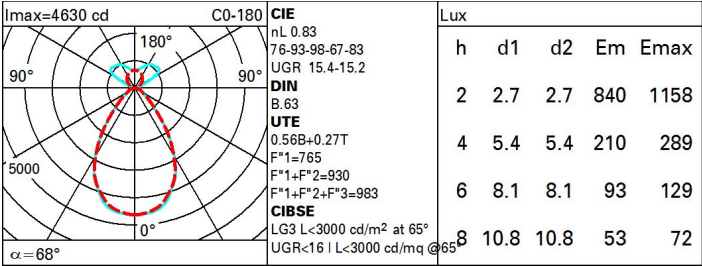 Imax=4630 cd C0-180
180°
90° 90°
5000
0°
α=68°
CIE
nL 0.83
76-93-98-67-83
UGR 15.4-15.2
DIN
B.63
UTE
0.56B+0.27T
F"1=765
F"1+F"2=930
F"1+F"2+F"3=983
CIBSE
LG3 L<3000 cd/m² at 65°
UGR<16 | L<3000 cd/mq @65°
Lux
h d1 d2 Em Emax
2 2.7 2.7 840 1158
4 5.4 5.4 210 289
6 8.1 8.1 93 129
8 10.8 10.8 53 72